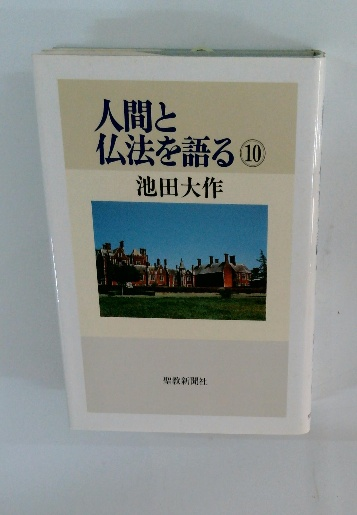 人間と
仏法を語る⑩
池田大作
聖教新聞社